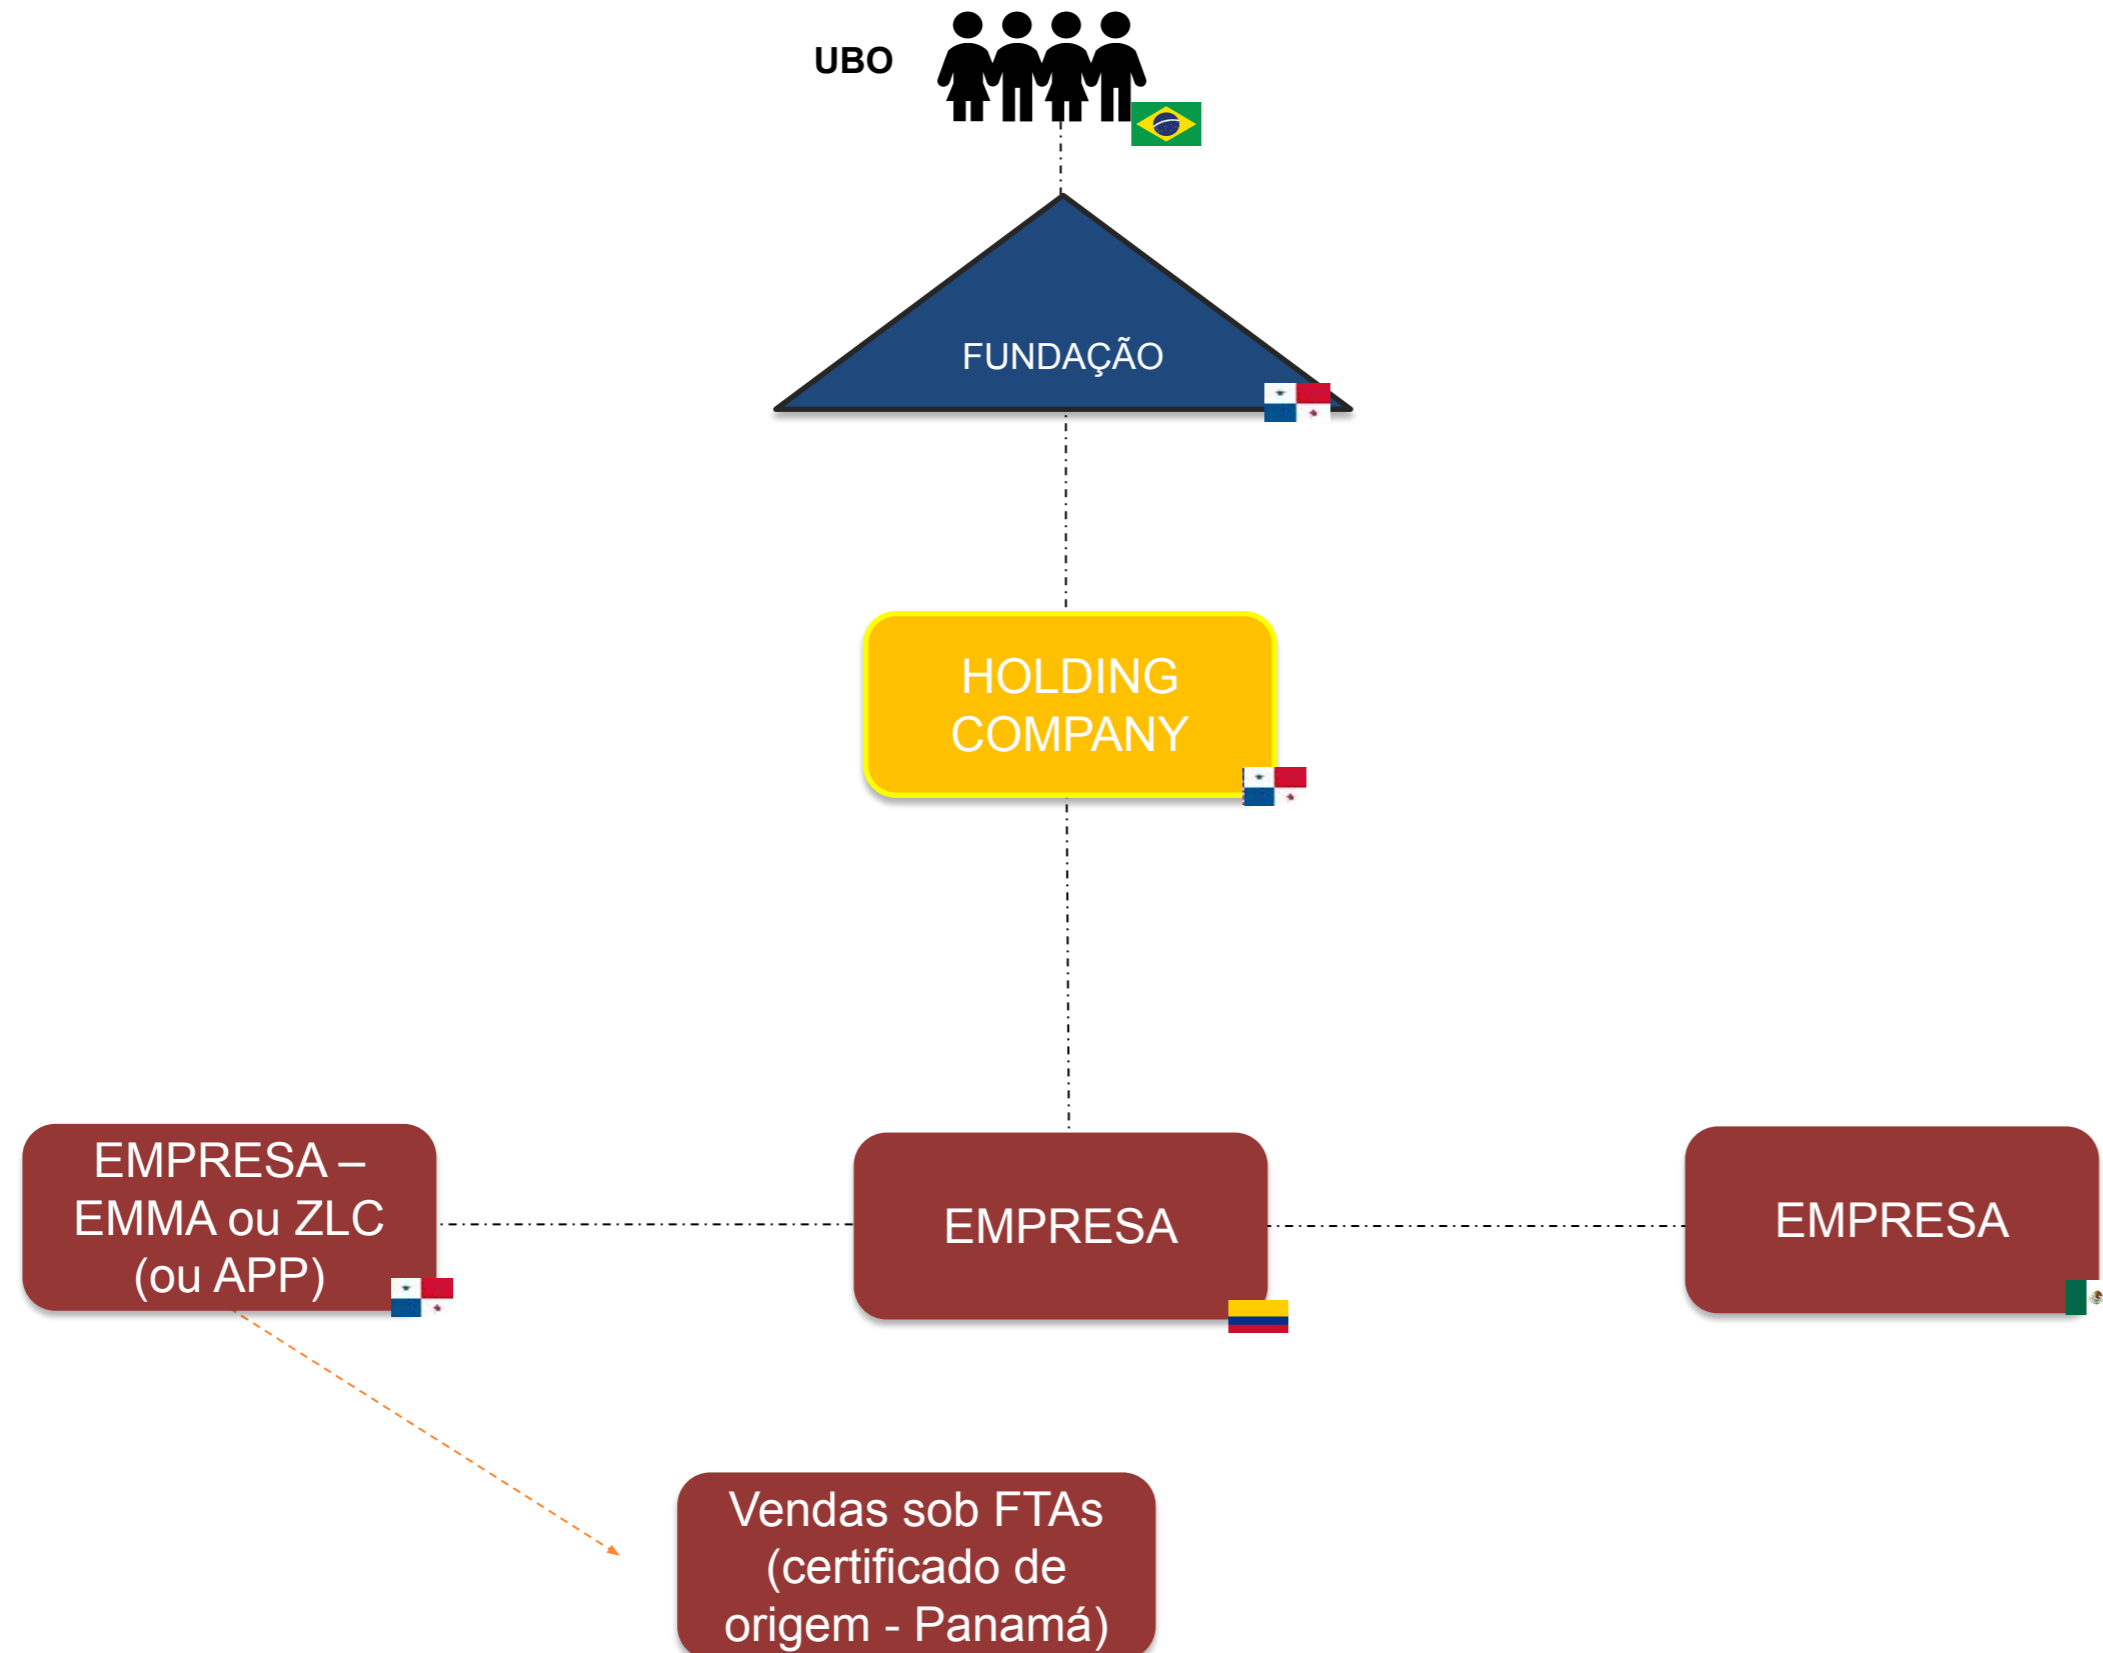 UBO
FUNDAÇÃO
HOLDING
COMPANY
EMPRESA –
EMMA ou ZLC
(ou APP)
EMPRESA
EMPRESA
Vendas sob FTAs
(certificado de
origem - Panamá)